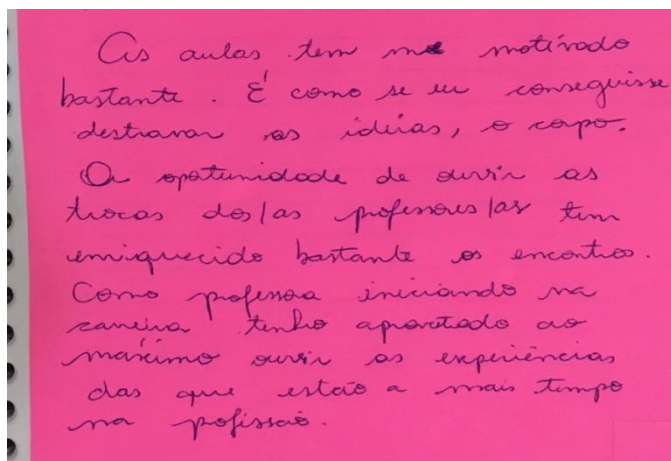 As aulas tem me motivado
bastante. É como se eu conseguisse
destravar as idéias, o corpo.
A opotunidade de ouvir as
trocas dos/as professores/as tem
enriquecido bastante os encontros.
Como professora iniciando na
carreira tenho aproveitado ao
máximo ouvir as experiências
das que estão a mais tempo
na pofissão.